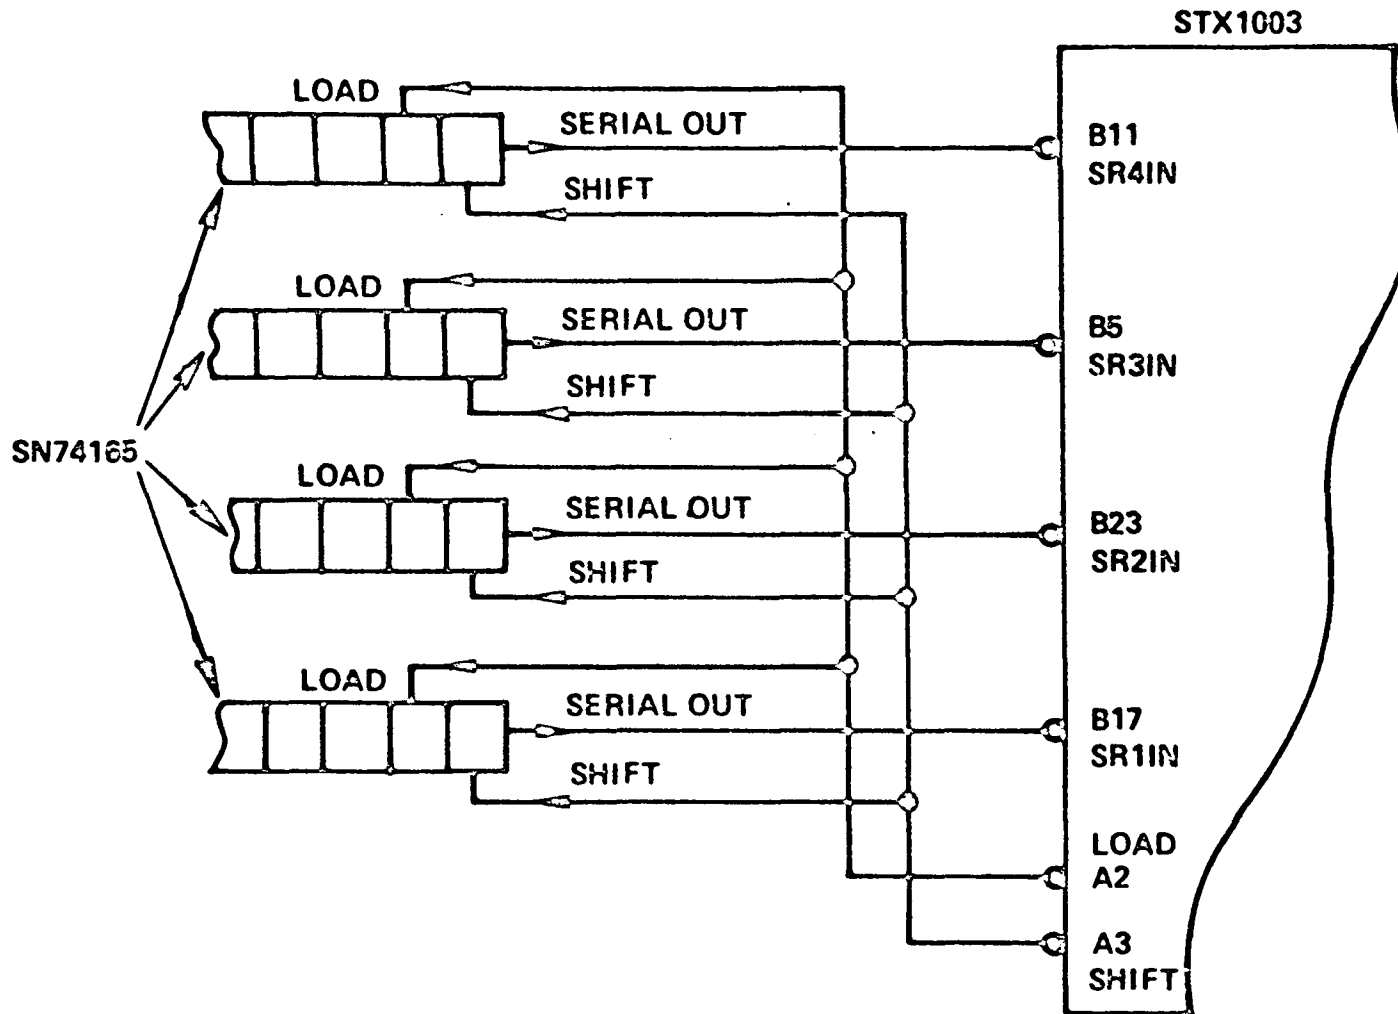 STX1003
LOAD
SERIAL OUT
B11
SR4IN
SHIFT
LOAD
SERIAL OUT
B5
SR3IN
SHIFT
SN74165
LOAD
SERIAL OUT
B23
SR2IN
SHIFT
LOAD
SERIAL OUT
B17
SR1IN
SHIFT
LOAD
A2
A3
SHIFT